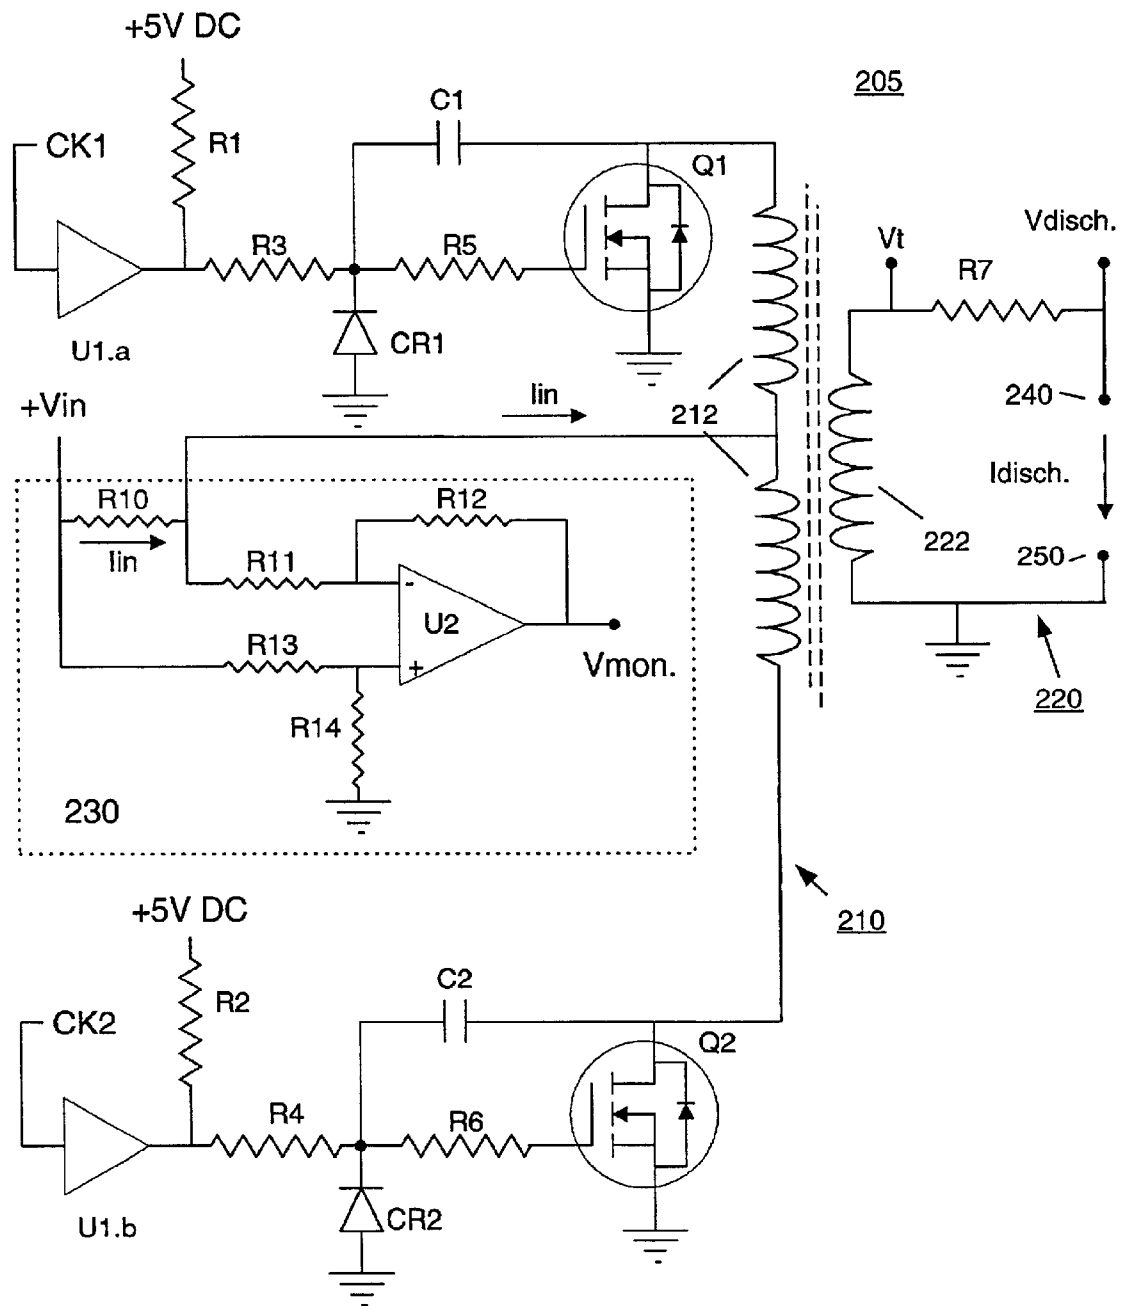 +5V DC
205
C1
CK1
R1
Q1
Vdisch.
Vt
R3
R5
R7
U1.a
CR1
+Vin
Iin
212
240
Idisch.
R10
R12
Iin
222
250
R11
-
U2
R13
+
Vmon.
220
R14
230
+5V DC
210
C2
R2
CK2
Q2
R4
R6
U1.b
CR2